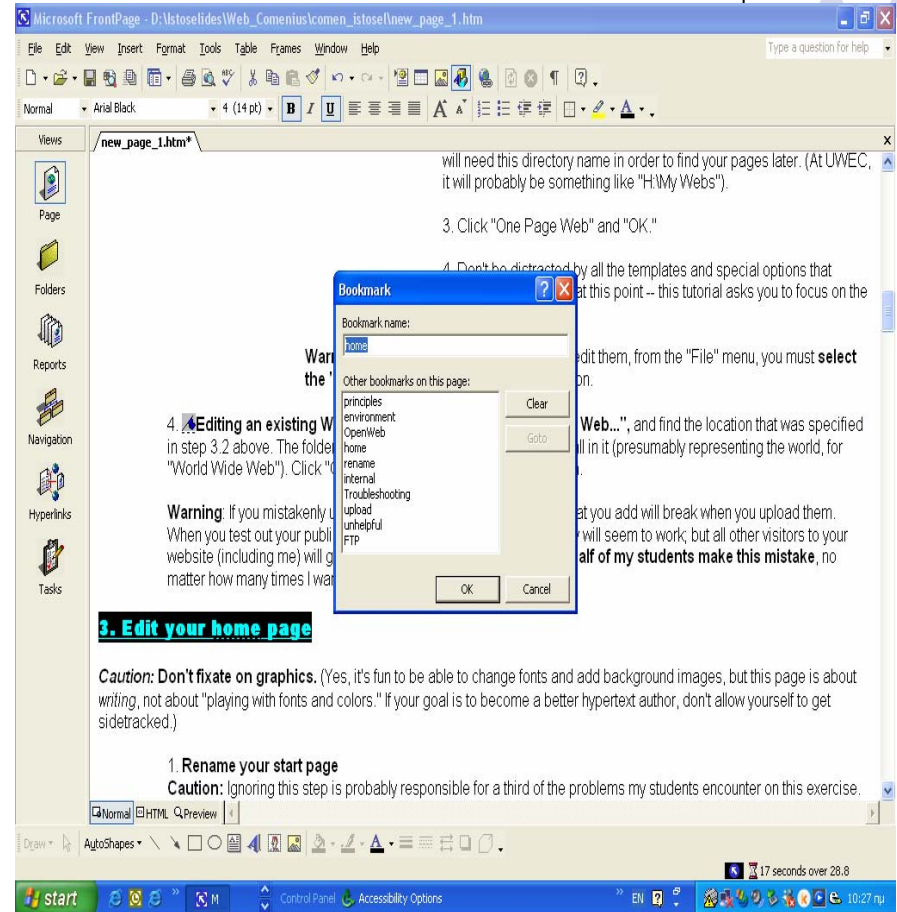 Microsoft FrontPage - D:\Istoselides\Web_Comenius\comen_istosel\new_page_1.htm
File Edit View Insert Format Tools Table Frames Window Help
Type a question for help
Normal Arial Black 4 (14 pt) B I U
Views
new_page_1.htm*
Page
Folders
Reports
Navigation
Hyperlinks
Tasks
will need this directory name in order to find your pages later. (At UWEC,
it will probably be something like "H:\My Webs").
3. Click "One Page Web" and "OK."
4. Don't be distracted by all the templates and special options that
at this point -- this tutorial asks you to focus on the
edit them, from the "File" menu, you must select
the
4. Editing an existing W Web...", and find the location that was specified
in step 3.2 above. The folder in it (presumably representing the world, for
"World Wide Web"). Click
Warning: If you mistakenly at you add will break when you upload them.
When you test out your publi will seem to work; but all other visitors to your
website (including me) will g alf of my students make this mistake, no
matter how many times I war
Bookmark
Bookmark name:
home
Other bookmarks on this page:
principles
environment
OpenWeb
home
rename
internal
Troubleshooting
upload
unhelpful
FTP
Clear
Goto
OK Cancel
3. Edit your home page
Caution: Don't fixate on graphics. (Yes, it's fun to be able to change fonts and add background images, but this page is about
writing, not about "playing with fonts and colors." If your goal is to become a better hypertext author, don't allow yourself to get
sidetracked.)
1. Rename your start page
Caution: Ignoring this step is probably responsible for a third of the problems my students encounter on this exercise.
Normal HTML Preview
Draw AutoShapes
17 seconds over 28.8
start
M
Control Panel Accessibility Options
EN
10:27 πμ